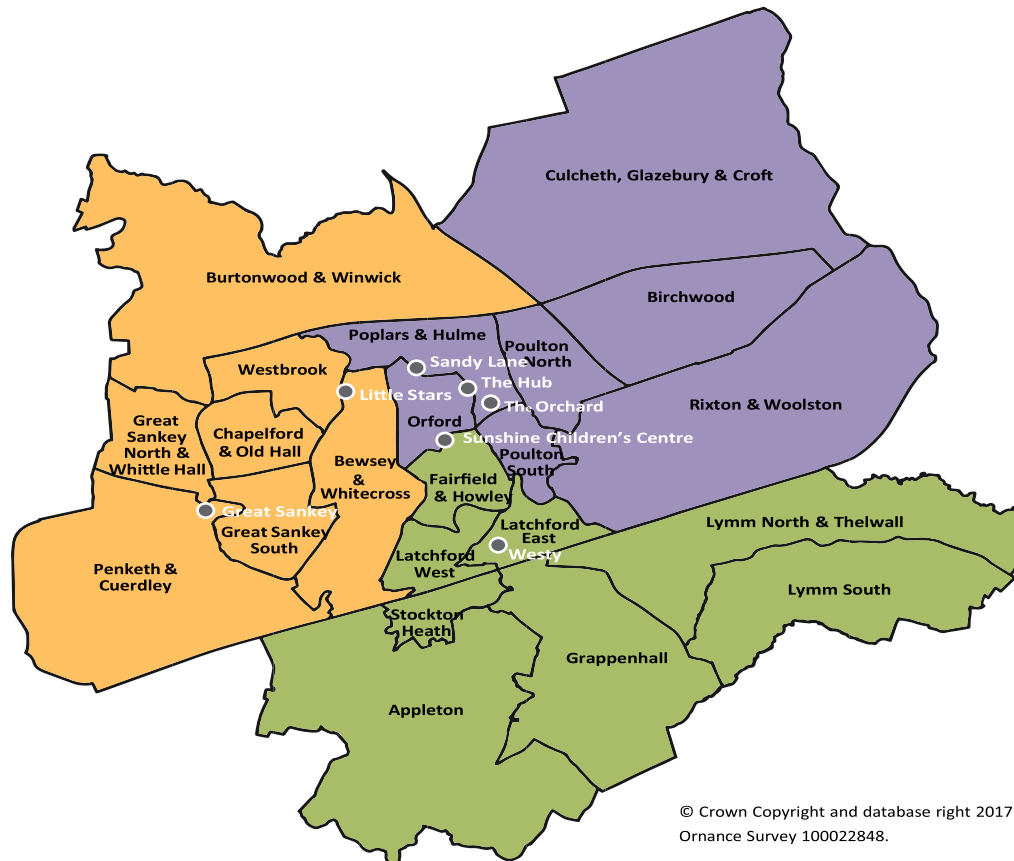 Culcheth, Glazebury & Croft
Burtonwood & Winwick
Birchwood
Poplars & Hulme
Poulton
North
Sandy Lane
Westbrook
The Hub
Little Stars
The Orchard
Rixton & Woolston
Great
Sankey
North &
Whittle Hall
Chapelford
& Old Hall
Orford
Sunshine Children’s Centre
Poulton
South
Bewsey
&
Whitecross
Fairfield
& Howley
Great Sankey
Great Sankey
South
Latchford
East
Westy
Lymm North & Thelwall
Latchford
West
Penketh &
Cuerdley
Lymm South
Stockton
Heath
Grappenhall
Appleton
© Crown Copyright and database right 2017
Ornance Survey 100022848.